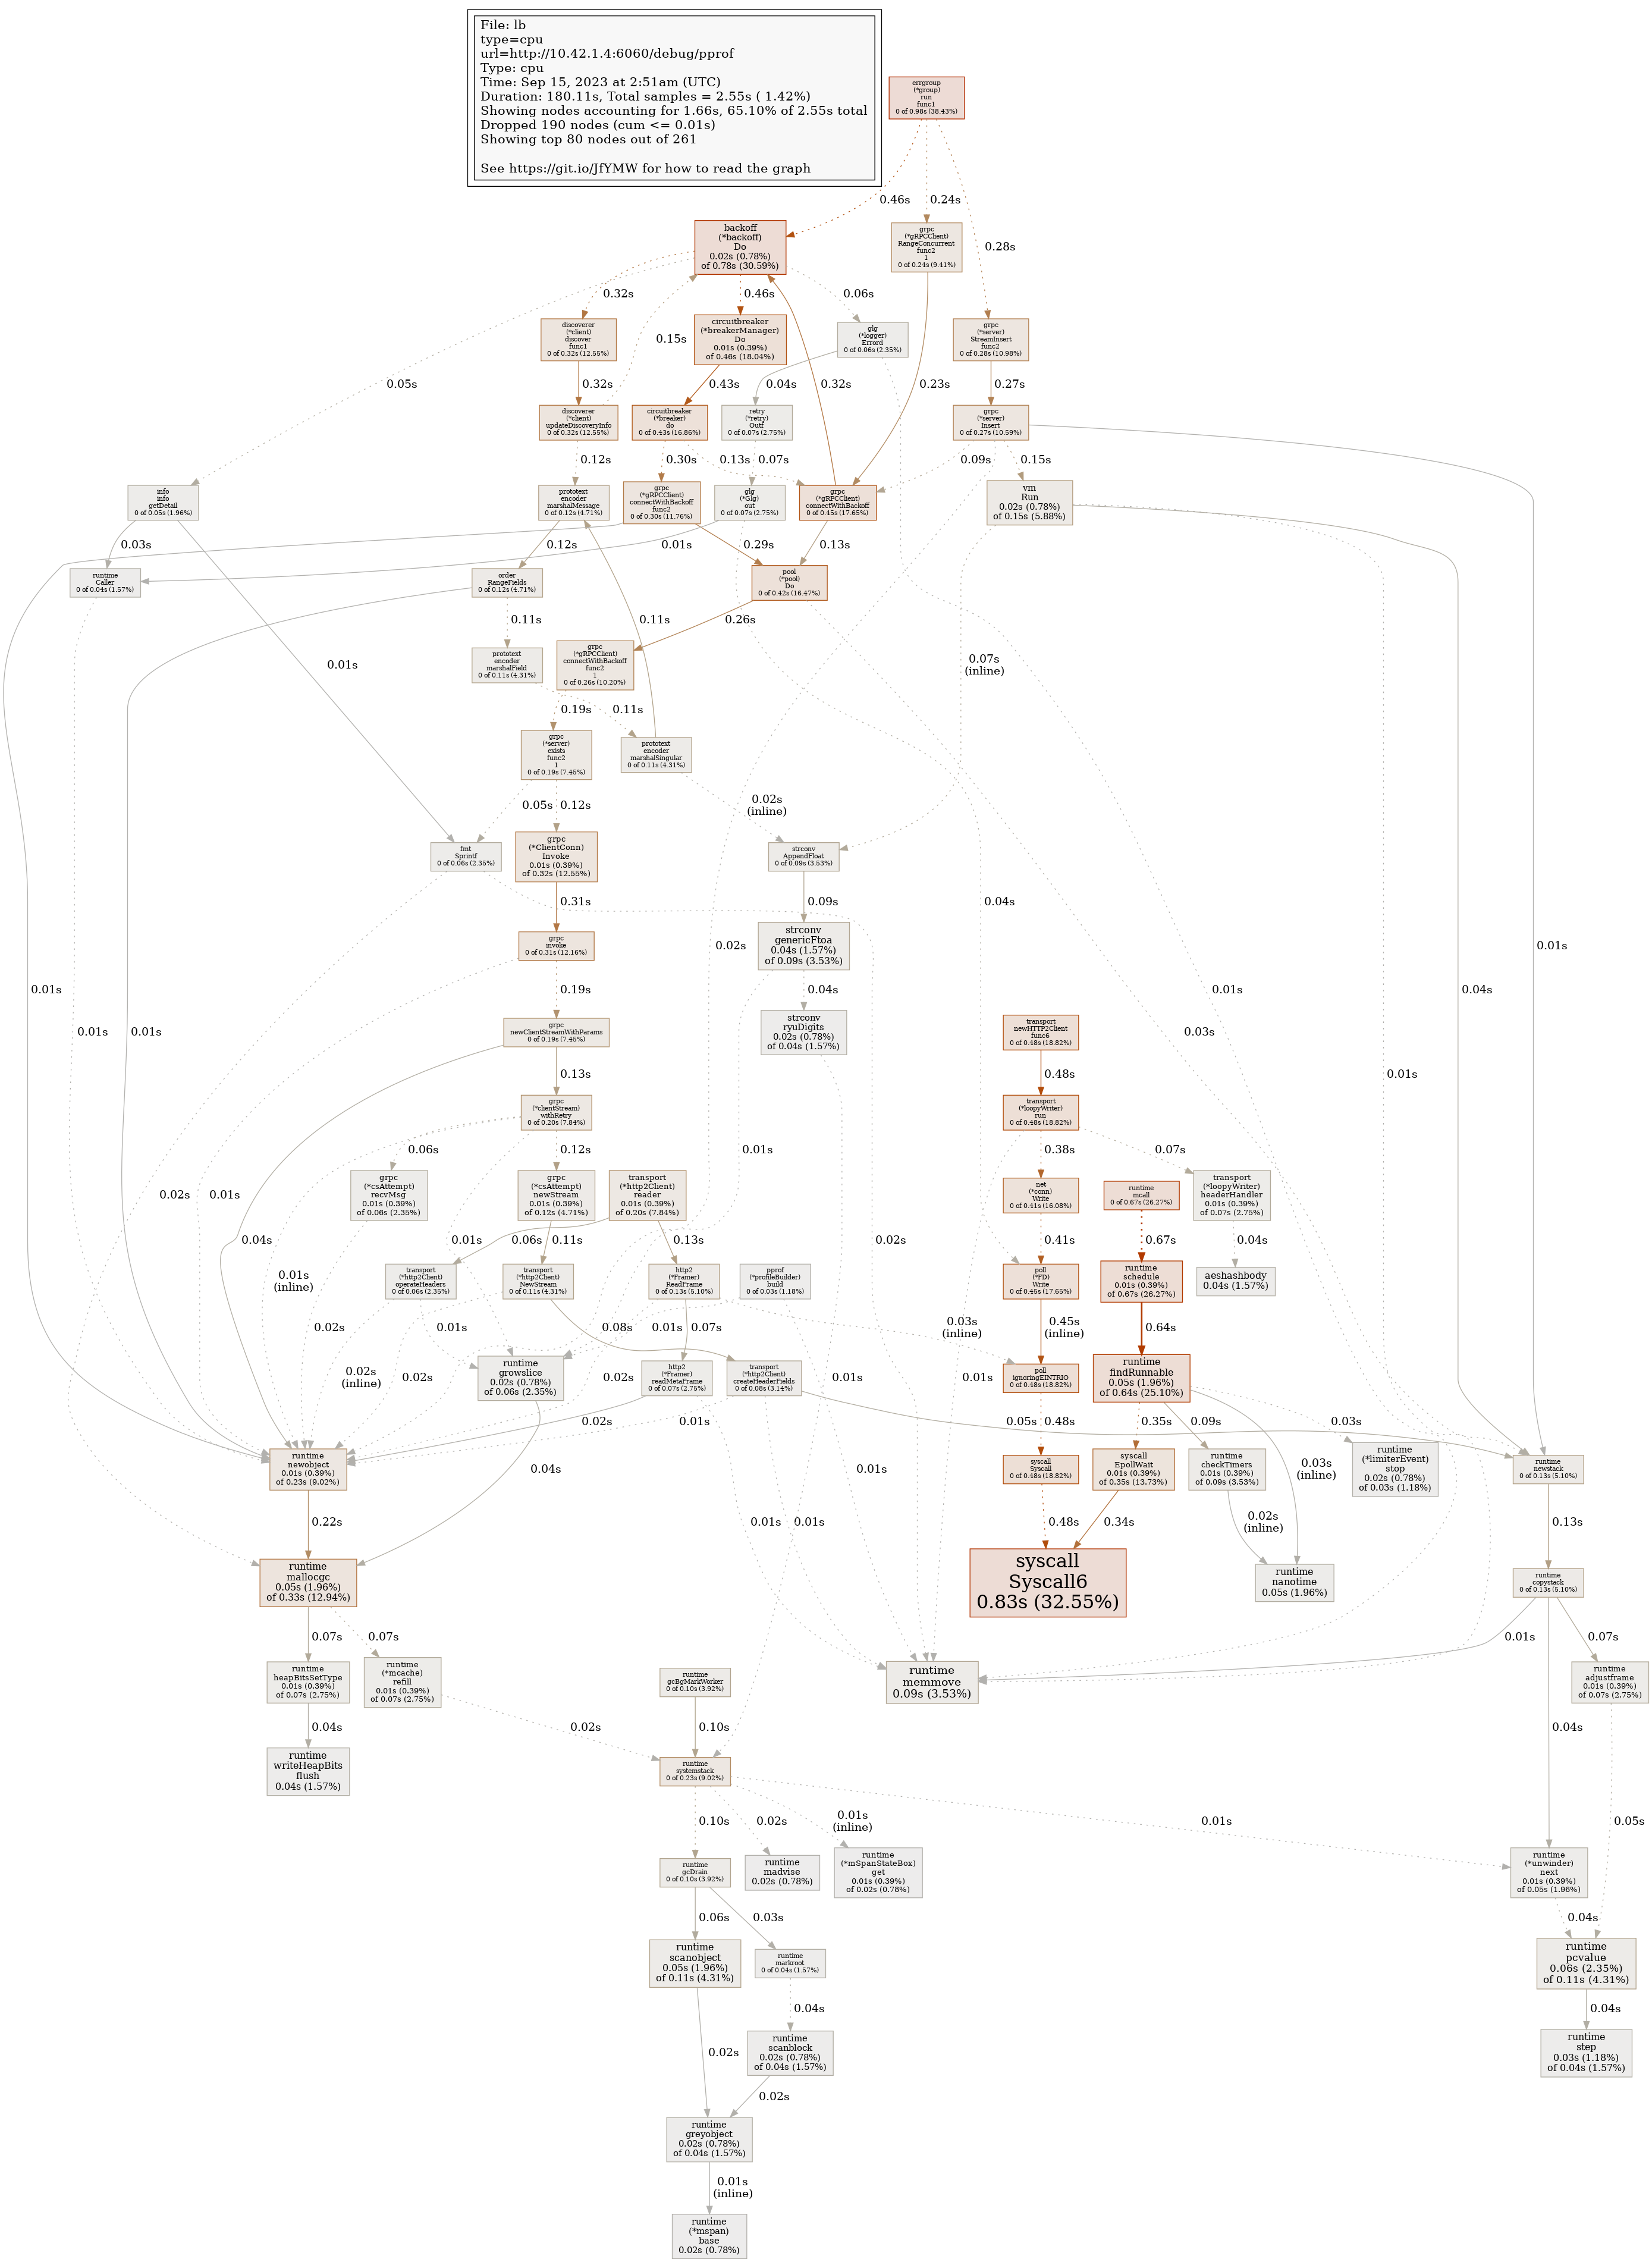 File: lb
type=cpu
url=http://10.42.1.4:6060/debug/pprof
Type: cpu
Time: Sep 15, 2023 at 2:51am (UTC)
Duration: 180.11s, Total samples = 2.55s ( 1.42%)
Showing nodes accounting for 1.66s, 65.10% of 2.55s total
Dropped 190 nodes (cum <= 0.01s)
Showing top 80 nodes out of 261
See https://git.io/JfYMW for how to read the graph
errgroup
(*group)
run
func1
0 of 0.98s (38.43%)
0.46s
0.24s
0.28s
backoff
(*backoff)
Do
0.02s (0.78%)
of 0.78s (30.59%)
grpc
(*gRPCClient)
RangeConcurrent
func2
1
0 of 0.24s (9.41%)
0.05s
0.32s
0.15s
0.46s
0.06s
0.32s
0.23s
discoverer
(*client)
discover
func1
0 of 0.32s (12.55%)
circuitbreaker
(*breakerManager)
Do
0.01s (0.39%)
of 0.46s (18.04%)
glg
(*logger)
Errord
0 of 0.06s (2.35%)
grpc
(*server)
StreamInsert
func2
0 of 0.28s (10.98%)
0.32s
0.43s
0.04s
0.27s
discoverer
(*client)
updateDiscoveryInfo
0 of 0.32s (12.55%)
circuitbreaker
(*breaker)
do
0 of 0.43s (16.86%)
retry
(*retry)
Outf
0 of 0.07s (2.75%)
grpc
(*server)
Insert
0 of 0.27s (10.59%)
0.12s
0.30s
0.13s
0.07s
0.09s
0.15s
info
info
getDetail
0 of 0.05s (1.96%)
prototext
encoder
marshalMessage
0 of 0.12s (4.71%)
grpc
(*gRPCClient)
connectWithBackoff
func2
0 of 0.30s (11.76%)
glg
(*Glg)
out
0 of 0.07s (2.75%)
grpc
(*gRPCClient)
connectWithBackoff
0 of 0.45s (17.65%)
vm
Run
0.02s (0.78%)
of 0.15s (5.88%)
0.03s
0.12s
0.01s
0.29s
0.13s
runtime
Caller
0 of 0.04s (1.57%)
order
RangeFields
0 of 0.12s (4.71%)
pool
(*pool)
Do
0 of 0.42s (16.47%)
0.11s
0.11s
0.26s
0.01s
0.07s
(inline)
prototext
encoder
marshalField
0 of 0.11s (4.31%)
grpc
(*gRPCClient)
connectWithBackoff
func2
1
0 of 0.26s (10.20%)
0.19s
0.11s
grpc
(*server)
exists
func2
1
0 of 0.19s (7.45%)
prototext
encoder
marshalSingular
0 of 0.11s (4.31%)
0.05s
0.12s
0.02s
(inline)
fmt
Sprintf
0 of 0.06s (2.35%)
grpc
(*ClientConn)
Invoke
0.01s (0.39%)
of 0.32s (12.55%)
strconv
AppendFloat
0 of 0.09s (3.53%)
0.31s
0.09s
0.04s
grpc
invoke
0 of 0.31s (12.16%)
strconv
genericFtoa
0.04s (1.57%)
of 0.09s (3.53%)
0.02s
0.01s
0.01s
0.01s
0.01s
0.19s
0.04s
0.01s
0.03s
0.04s
grpc
newClientStreamWithParams
0 of 0.19s (7.45%)
strconv
ryuDigits
0.02s (0.78%)
of 0.04s (1.57%)
transport
newHTTP2Client
func6
0 of 0.48s (18.82%)
0.13s
0.48s
0.01s
grpc
(*clientStream)
withRetry
0 of 0.20s (7.84%)
transport
(*loopyWriter)
run
0 of 0.48s (18.82%)
0.06s
0.12s
0.01s
0.38s
0.07s
0.02s
0.01s
grpc
(*csAttempt)
recvMsg
0.01s (0.39%)
of 0.06s (2.35%)
grpc
(*csAttempt)
newStream
0.01s (0.39%)
of 0.12s (4.71%)
transport
(*http2Client)
reader
0.01s (0.39%)
of 0.20s (7.84%)
net
(*conn)
Write
0 of 0.41s (16.08%)
runtime
mcall
0 of 0.67s (26.27%)
transport
(*loopyWriter)
headerHandler
0.01s (0.39%)
of 0.07s (2.75%)
0.04s
0.01s
0.11s
0.06s
0.13s
0.02s
0.41s
0.67s
0.04s
0.01s
(inline)
transport
(*http2Client)
operateHeaders
0 of 0.06s (2.35%)
transport
(*http2Client)
NewStream
0 of 0.11s (4.31%)
http2
(*Framer)
ReadFrame
0 of 0.13s (5.10%)
pprof
(*profileBuilder)
build
0 of 0.03s (1.18%)
poll
(*FD)
Write
0 of 0.45s (17.65%)
runtime
schedule
0.01s (0.39%)
of 0.67s (26.27%)
aeshashbody
0.04s (1.57%)
0.02s
0.01s
0.08s
0.01s
0.07s
0.03s
(inline)
0.45s
(inline)
0.64s
0.02s
(inline)
0.02s
0.02s
0.01s
0.01s
runtime
growslice
0.02s (0.78%)
of 0.06s (2.35%)
http2
(*Framer)
readMetaFrame
0 of 0.07s (2.75%)
transport
(*http2Client)
createHeaderFields
0 of 0.08s (3.14%)
poll
ignoringEINTRIO
0 of 0.48s (18.82%)
runtime
findRunnable
0.05s (1.96%)
of 0.64s (25.10%)
0.02s
0.01s
0.05s
0.48s
0.35s
0.09s
0.03s
0.04s
0.01s
0.03s
(inline)
runtime
newobject
0.01s (0.39%)
of 0.23s (9.02%)
syscall
Syscall
0 of 0.48s (18.82%)
syscall
EpollWait
0.01s (0.39%)
of 0.35s (13.73%)
runtime
checkTimers
0.01s (0.39%)
of 0.09s (3.53%)
runtime
(*limiterEvent)
stop
0.02s (0.78%)
of 0.03s (1.18%)
runtime
newstack
0 of 0.13s (5.10%)
0.22s
0.01s
0.01s
0.48s
0.34s
0.02s
(inline)
0.13s
runtime
mallocgc
0.05s (1.96%)
of 0.33s (12.94%)
syscall
Syscall6
0.83s (32.55%)
runtime
nanotime
0.05s (1.96%)
runtime
copystack
0 of 0.13s (5.10%)
0.07s
0.07s
0.01s
0.07s
runtime
heapBitsSetType
0.01s (0.39%)
of 0.07s (2.75%)
runtime
(*mcache)
refill
0.01s (0.39%)
of 0.07s (2.75%)
runtime
gcBgMarkWorker
0 of 0.10s (3.92%)
runtime
memmove
0.09s (3.53%)
runtime
adjustframe
0.01s (0.39%)
of 0.07s (2.75%)
0.04s
0.02s
0.10s
0.04s
runtime
writeHeapBits
flush
0.04s (1.57%)
runtime
systemstack
0 of 0.23s (9.02%)
0.10s
0.02s
0.01s
(inline)
0.01s
0.05s
runtime
gcDrain
0 of 0.10s (3.92%)
runtime
madvise
0.02s (0.78%)
runtime
(*mSpanStateBox)
get
0.01s (0.39%)
of 0.02s (0.78%)
runtime
(*unwinder)
next
0.01s (0.39%)
of 0.05s (1.96%)
0.06s
0.03s
0.04s
runtime
scanobject
0.05s (1.96%)
of 0.11s (4.31%)
runtime
markroot
0 of 0.04s (1.57%)
runtime
pcvalue
0.06s (2.35%)
of 0.11s (4.31%)
0.04s
0.04s
0.02s
runtime
scanblock
0.02s (0.78%)
of 0.04s (1.57%)
runtime
step
0.03s (1.18%)
of 0.04s (1.57%)
0.02s
runtime
greyobject
0.02s (0.78%)
of 0.04s (1.57%)
0.01s
(inline)
runtime
(*mspan)
base
0.02s (0.78%)